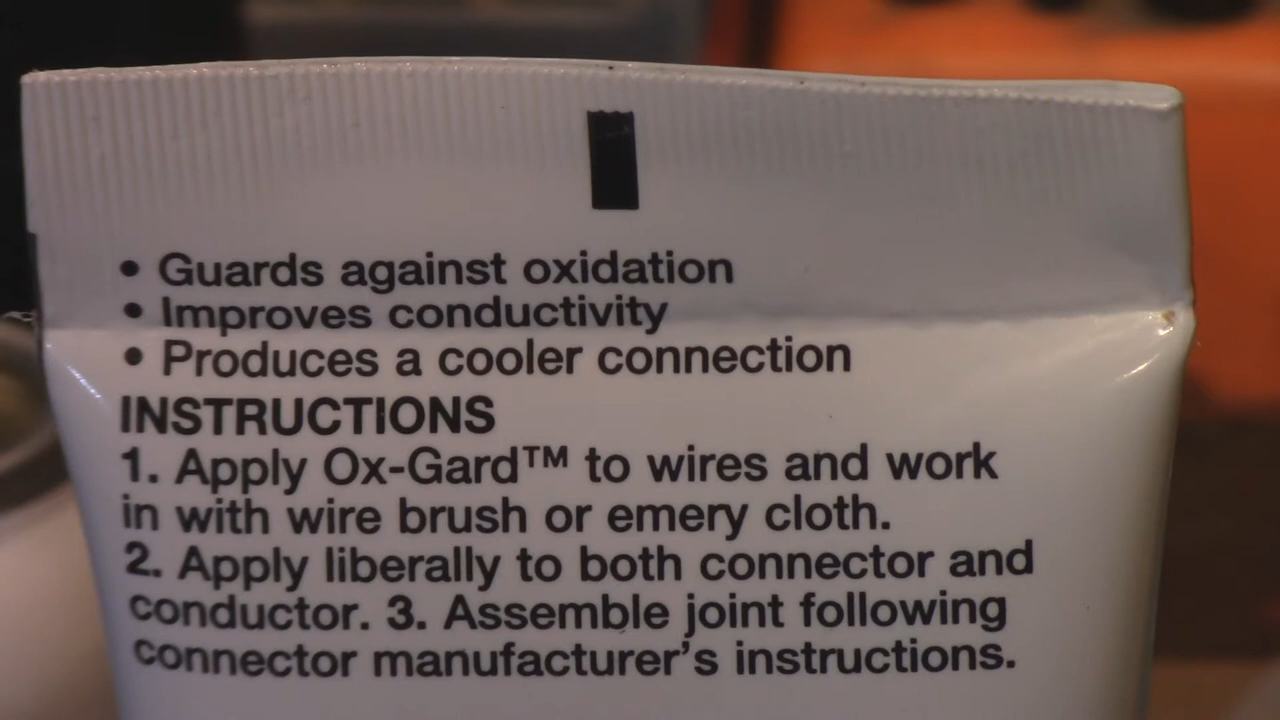 • Guards against oxidation
• Improves conductivity
• Produces a cooler connection
INSTRUCTIONS
1. Apply Ox-Gard™ to wires and work
in with wire brush or emery cloth.
2. Apply liberally to both connector and
conductor. 3. Assemble joint following
connector manufacturer's instructions.